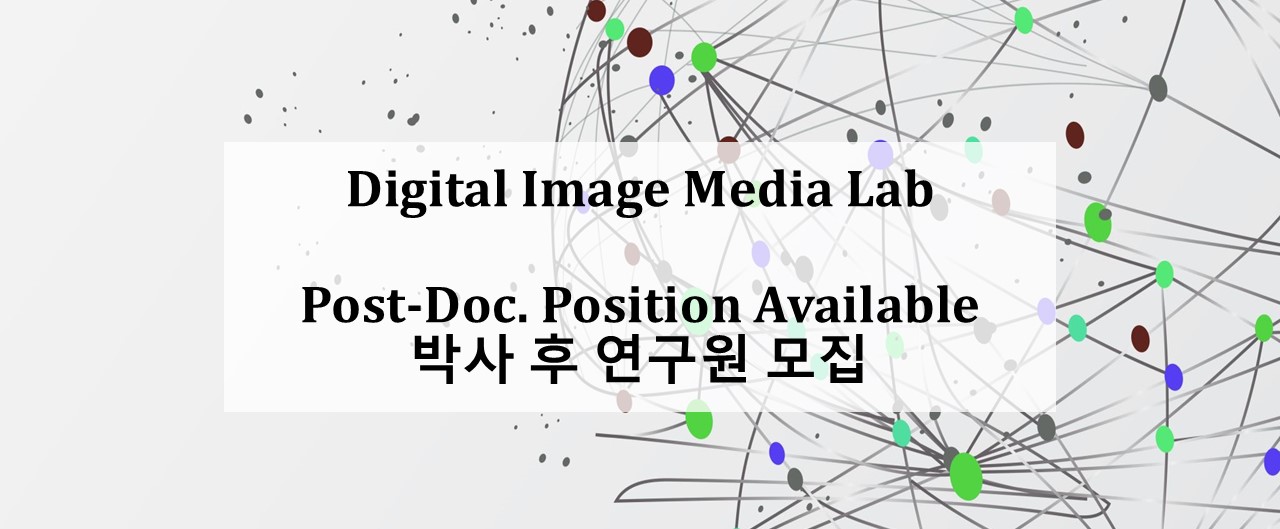 Digital Image Media Lab
Post-Doc. Position Available
박사 후 연구원 모집